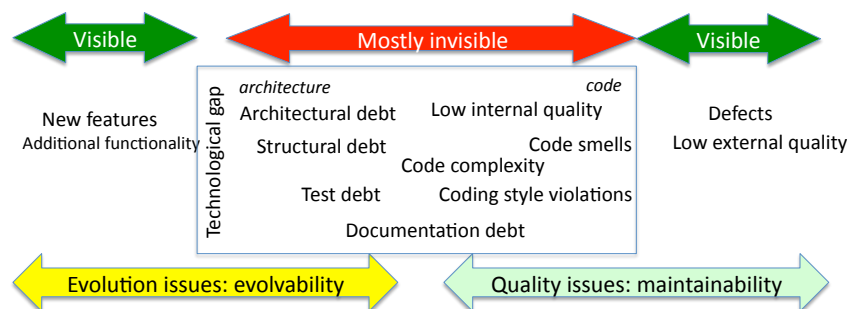 Visible
Mostly invisible
Visible
architecture
code
Technological gap
New features
Additional functionality
Architectural debt
Low internal quality
Defects
Low external quality
Structural debt
Code smells
Code complexity
Test debt
Coding style violations
Documentation debt
Evolution issues: evolvability
Quality issues: maintainability